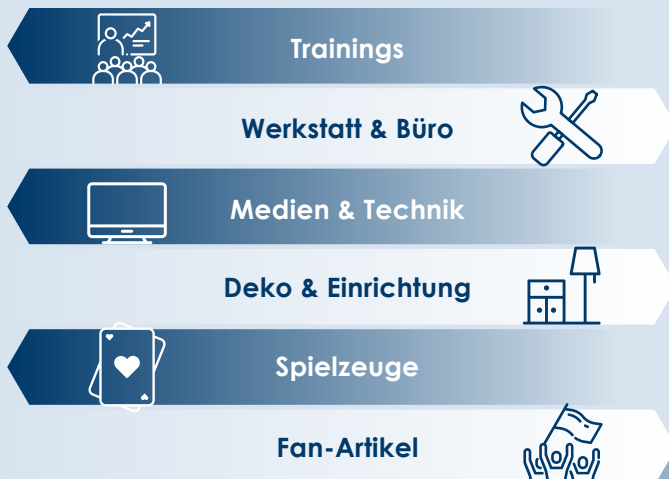 Trainings
Werkstatt & Büro
Medien & Technik
Deko & Einrichtung
Spielzeuge
Fan-Artikel